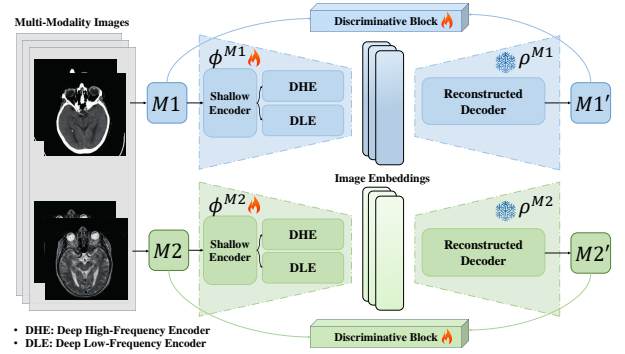 Multi-Modality Images
Discriminative Block
M1
ϕ^{M1}
Shallow
Encoder
DHE
DLE
ρ^{M1}
Reconstructed
Decoder
M1′
Image Embeddings
M2
ϕ^{M2}
Shallow
Encoder
DHE
DLE
ρ^{M2}
Reconstructed
Decoder
M2′
Discriminative Block
• DHE: Deep High-Frequency Encoder
• DLE: Deep Low-Frequency Encoder